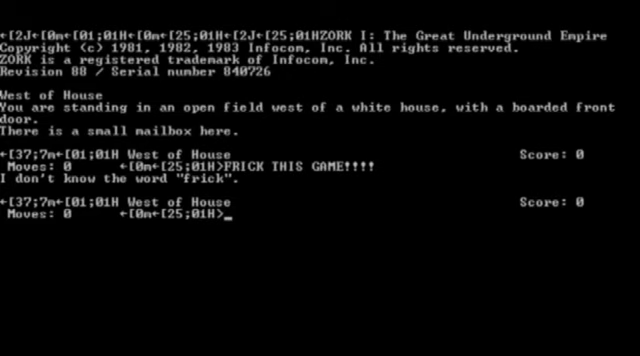 ←[2J←[0m←[01;01H←[0m←[25;01H←[2J←[25;01HZORK I: The Great Underground Empire
Copyright (c) 1981, 1982, 1983 Infocom, Inc. All rights reserved.
ZORK is a registered trademark of Infocom, Inc.
Revision 88 / Serial number 840726
West of House
You are standing in an open field west of a white house, with a boarded front
door.
There is a small mailbox here.
←[37;7m←[01;01H West of House Score: 0
Moves: 0 ←[0m←[25;01H>FRICK THIS GAME!!!!
I don't know the word "frick".
←[37;7m←[01;01H West of House Score: 0
Moves: 0 ←[0m←[25;01H>_